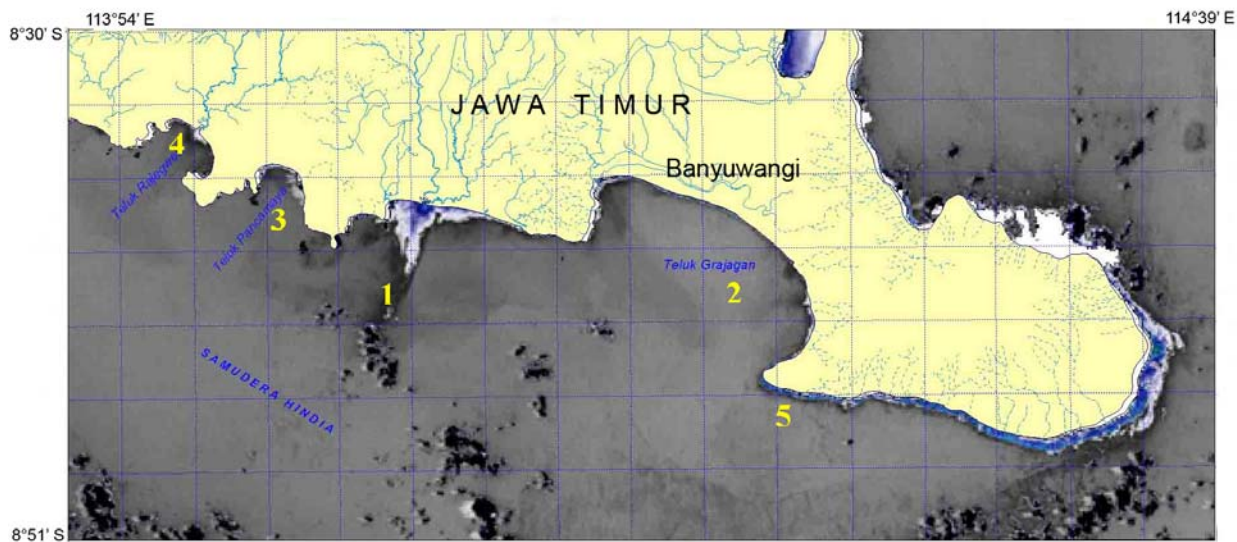 113°54’ E
114°39’ E
8°30’ S
JAWA TIMUR
4
Banyuwangi
Teluk Rajegwesi
3
Teluk Pancamaya
Teluk Grajagan
2
1
SAMUDERA HINDIA
5
8°51’ S